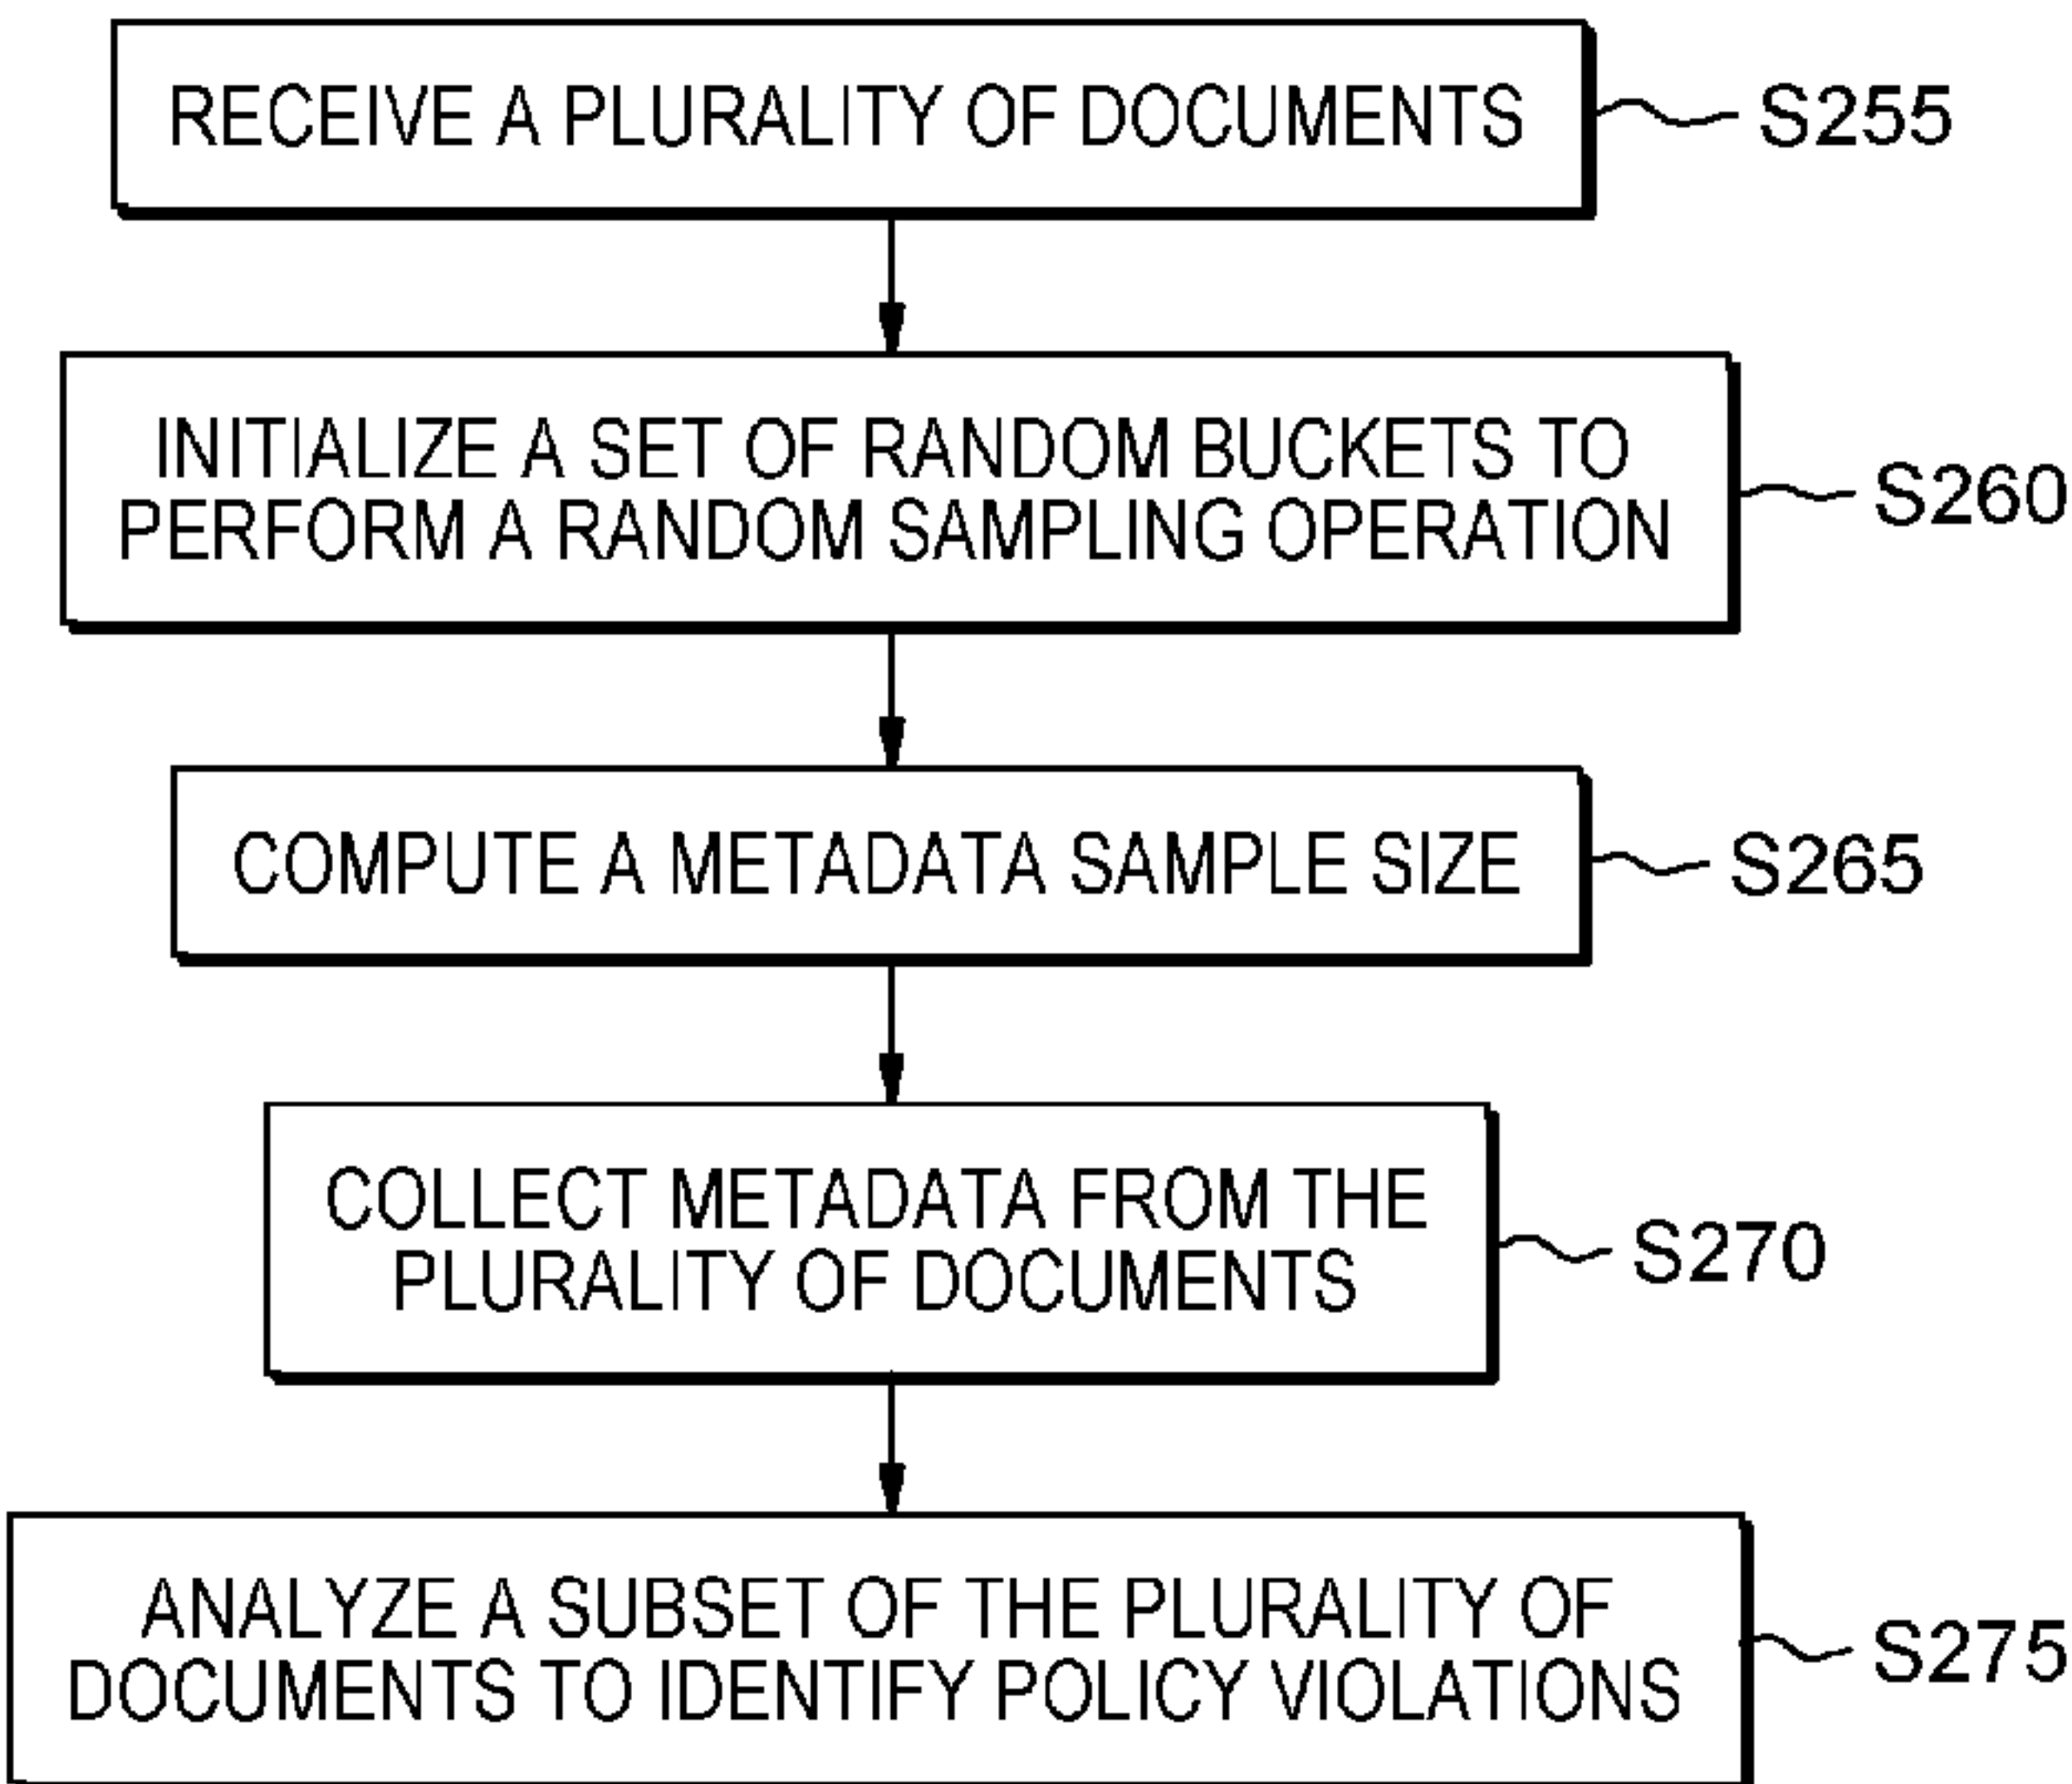 RECEIVE A PLURALITY OF DOCUMENTS
S255
INITIALIZE A SET OF RANDOM BUCKETS TO
PERFORM A RANDOM SAMPLING OPERATION
S260
COMPUTE A METADATA SAMPLE SIZE
S265
COLLECT METADATA FROM THE
PLURALITY OF DOCUMENTS
S270
ANALYZE A SUBSET OF THE PLURALITY OF
DOCUMENTS TO IDENTIFY POLICY VIOLATIONS
S275